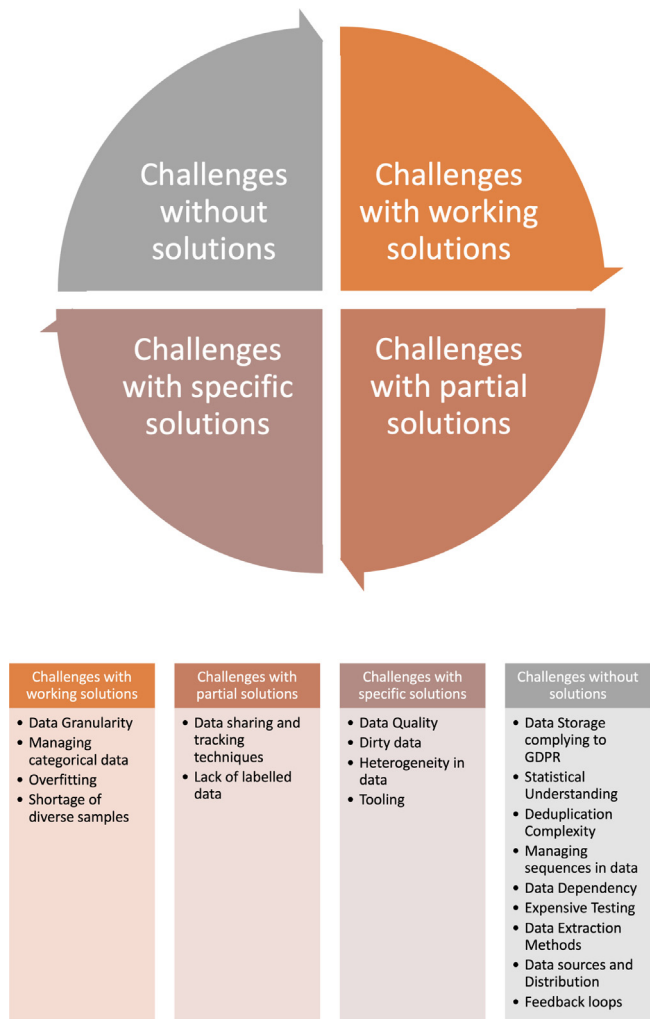 Challenges
without
solutions
Challenges
with working
solutions
Challenges
with specific
solutions
Challenges
with partial
solutions
Challenges with
working solutions
• Data Granularity
• Managing
categorical data
• Overfitting
• Shortage of
diverse samples
Challenges with
partial solutions
• Data sharing and
tracking
techniques
• Lack of labelled
data
Challenges with
specific solutions
• Data Quality
• Dirty data
• Heterogeneity in
data
• Tooling
Challenges without
solutions
• Data Storage
complying to
GDPR
• Statistical
Understanding
• Deduplication
Complexity
• Managing
sequences in data
• Data Dependency
• Expensive Testing
• Data Extraction
Methods
• Data sources and
Distribution
• Feedback loops